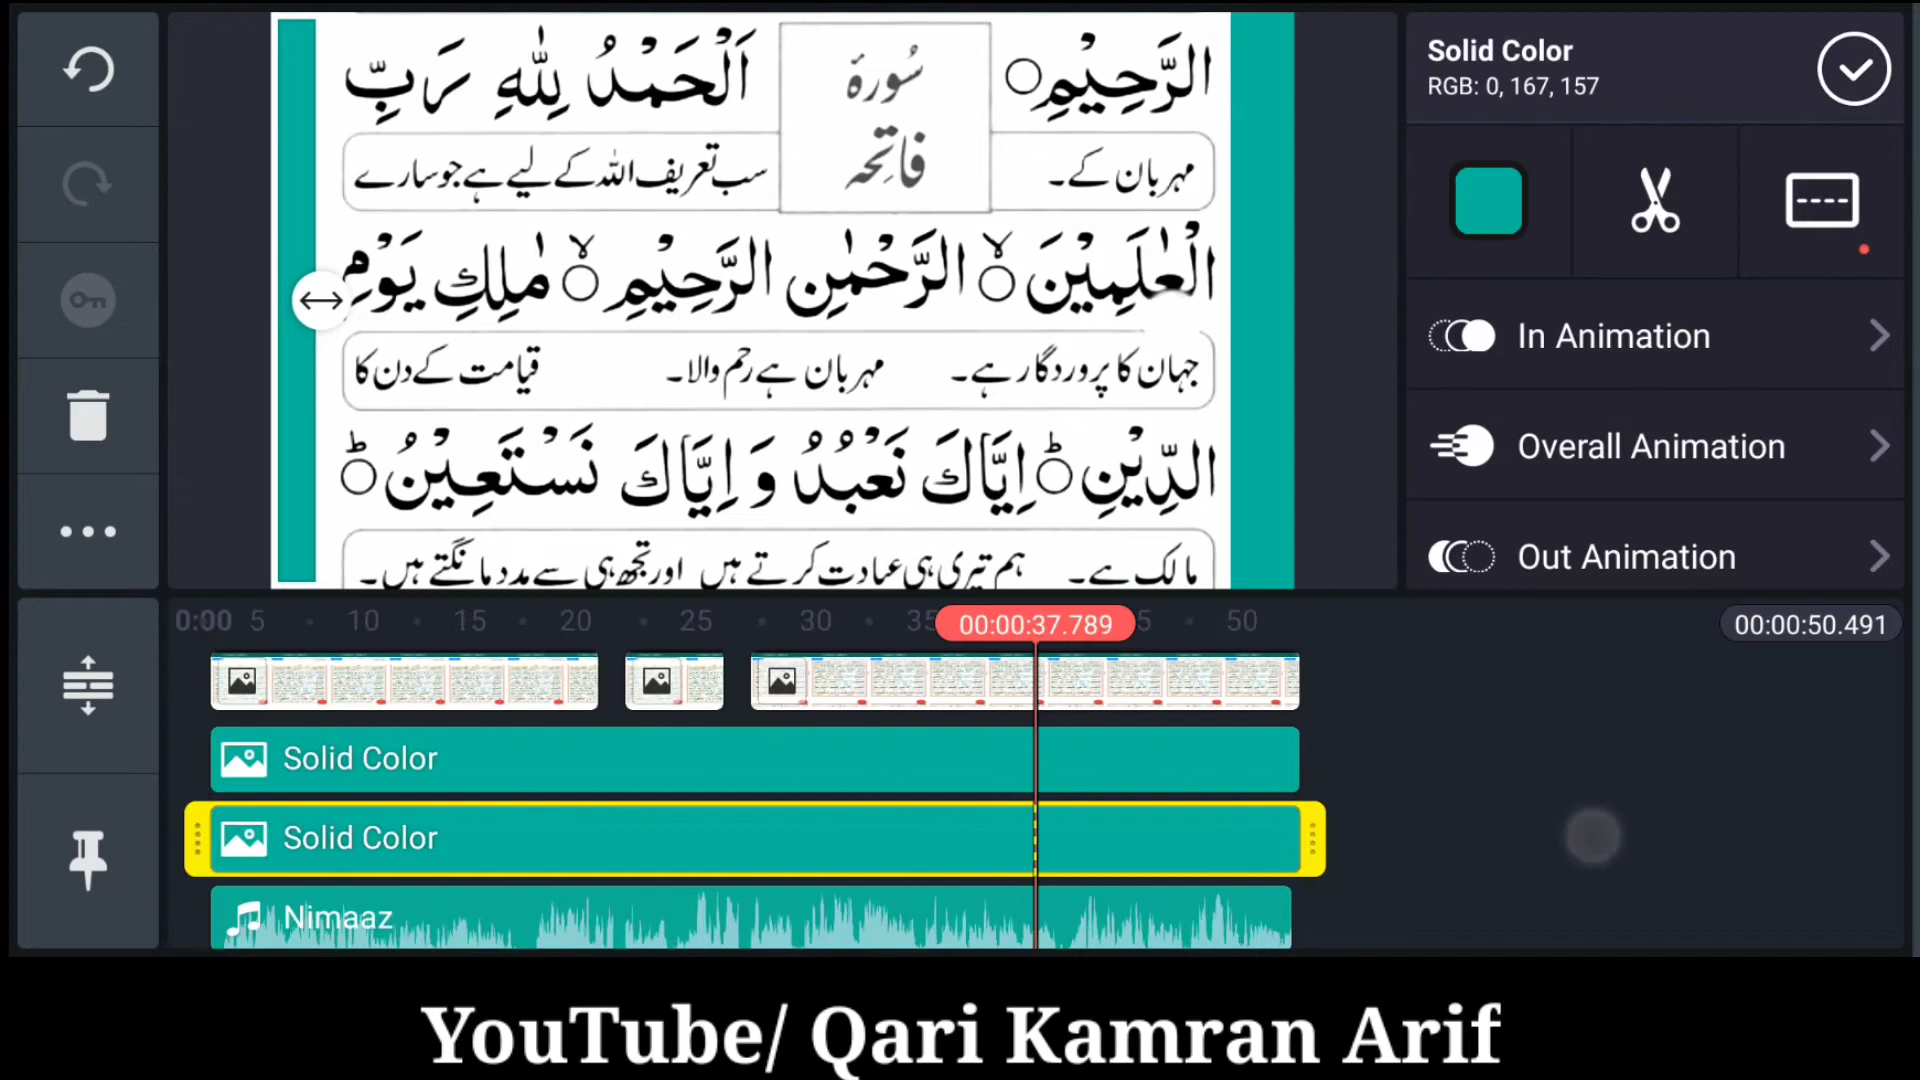 Solid Color
RGB: 0, 167, 157
الرَّحِيْمِ اَلْحَمْدُ لِلّٰهِ رَبِّ
سُورۃ
فاتحہ
مہربان کے۔ سب تعریف اللہ کے لیے ہے جو سارے
الْعٰلَمِيْنَ الرَّحْمٰنِ الرَّحِيْمِ مٰلِكِ يَوْمِ
جہان کا پروردگار ہے۔ مہربان ہے رحم والا۔ قیامت کے دن کا
الدِّيْنِ اِيَّاكَ نَعْبُدُ وَ اِيَّاكَ نَسْتَعِيْنُ
مالک ہے۔ ہم تیری ہی عبادت کرتے ہیں اور تجھ ہی سے مدد مانگتے ہیں۔
In Animation
Overall Animation
Out Animation
0:00 5 10 15 20 25 30 35 00:00:37.789 5 50 00:00:50.491
Solid Color
Solid Color
Nimaaz
YouTube/ Qari Kamran Arif